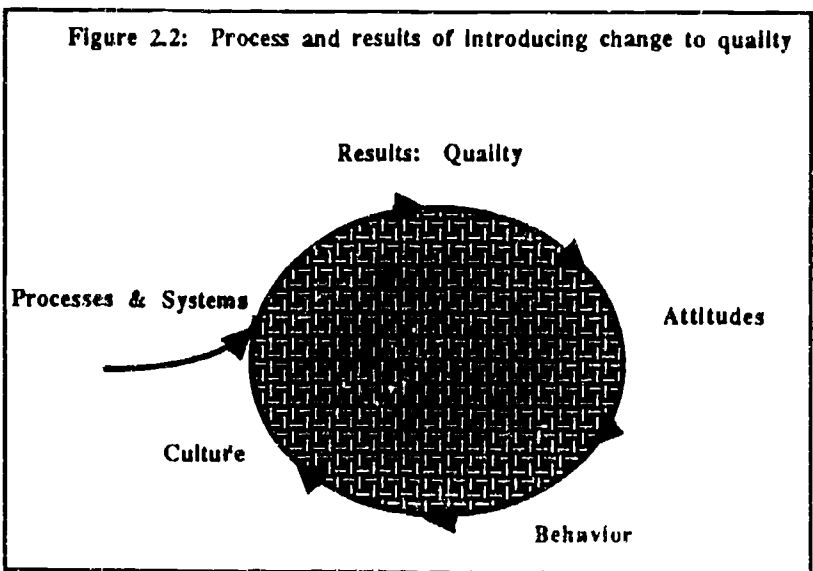 Figure 2.2: Process and results of introducing change to quality
Results: Quality
Processes & Systems
Attitudes
Culture
Behavior